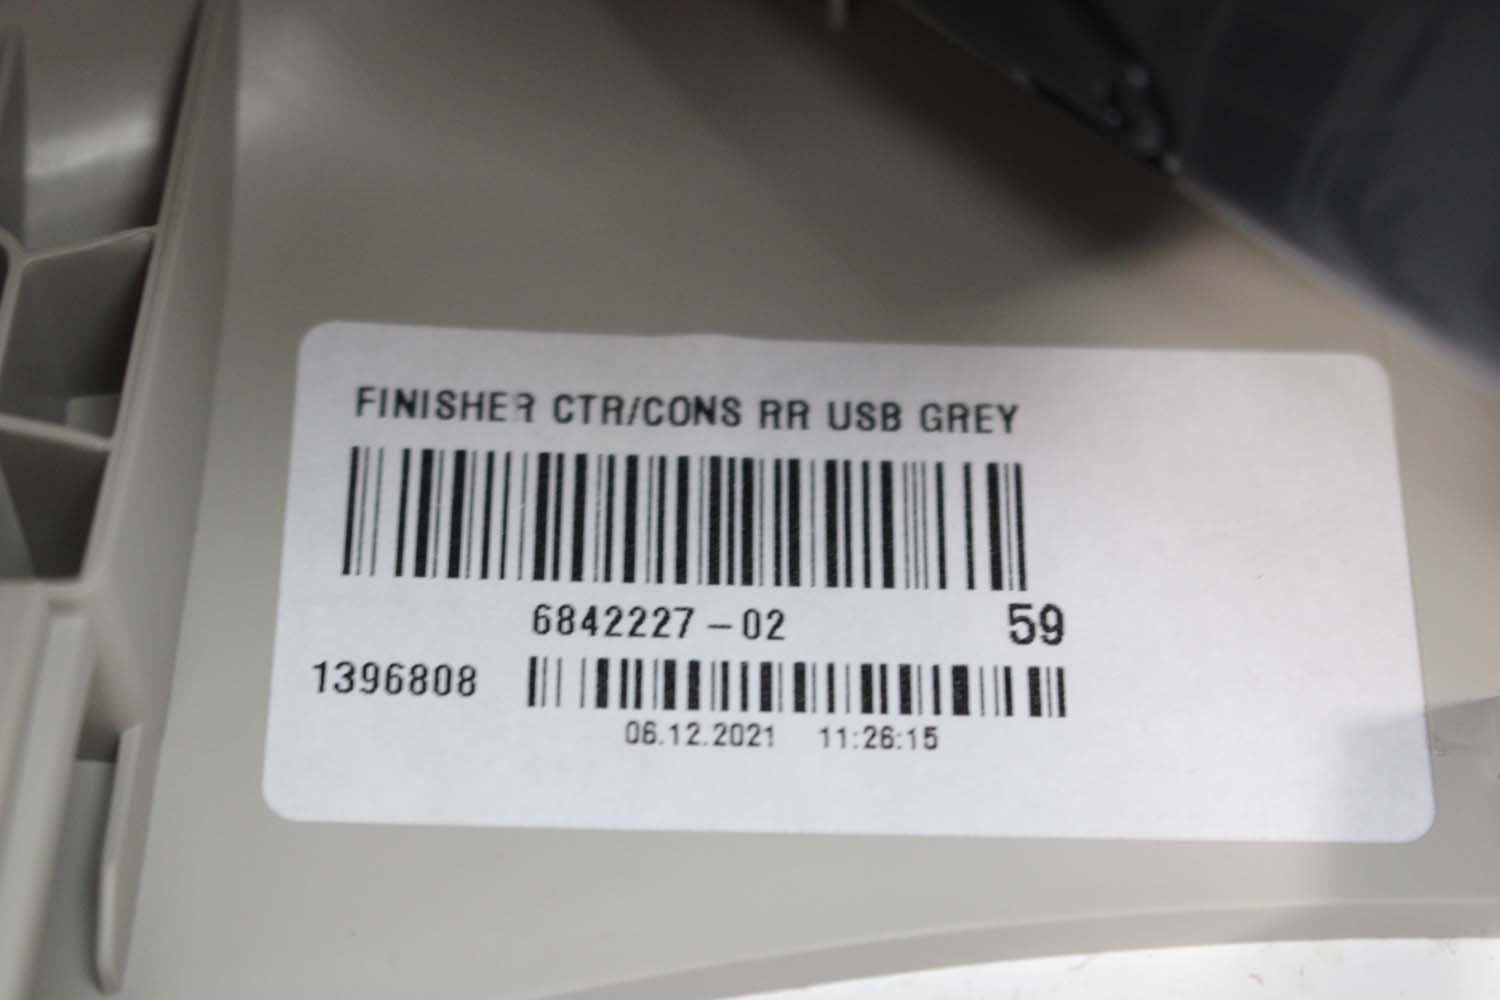 FINISHER CTR/CONS RR USB GREY
6842227-02 59
1396808
06.12.2021 11:26:15